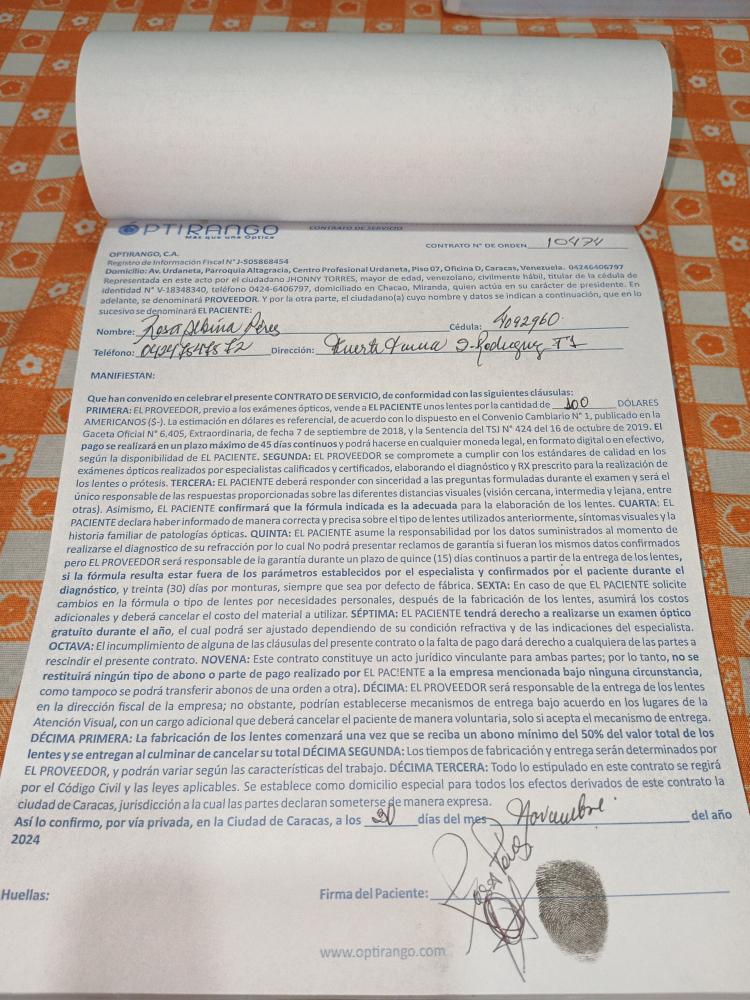 ÓPTIRANGO
Más que una Óptica
CONTRATO DE SERVICIO
CONTRATO N° DE ORDEN 10474
OPTIRANGO, C.A.
Registro de Información Fiscal N° J-505868454
Domicilio: Av. Urdaneta, Parroquia Altagracia, Centro Profesional Urdaneta, Piso 07, Oficina D, Caracas, Venezuela. 04246406797
Representada en este acto por el ciudadano JHONNY TORRES, mayor de edad, venezolano, civilmente hábil, titular de la cédula de
identidad N° V-18348340, teléfono 0424-6406797, domiciliado en Chacao, Miranda, quien actúa en su carácter de presidente. En
adelante, se denominará PROVEEDOR. Y por la otra parte, el ciudadano(a) cuyo nombre y datos se indican a continuación, que en lo
sucesivo se denominará EL PACIENTE:
Nombre: Rosa Albina Pérez Cédula: 4092960.
Teléfono: Dirección:
MANIFIESTAN:
Que han convenido en celebrar el presente CONTRATO DE SERVICIO, de conformidad con las siguientes cláusulas:
PRIMERA: EL PROVEEDOR, previo a los exámenes ópticos, vende a EL PACIENTE unos lentes por la cantidad de 100 DÓLARES
AMERICANOS ($-). La estimación en dólares es referencial, de acuerdo con lo dispuesto en el Convenio Cambiario N° 1, publicado en la
Gaceta Oficial N° 6.405, Extraordinaria, de fecha 7 de septiembre de 2018, y la Sentencia del TSJ N° 424 del 16 de octubre de 2019. El
pago se realizará en un plazo máximo de 45 días continuos y podrá hacerse en cualquier moneda legal, en formato digital o en efectivo,
según la disponibilidad de EL PACIENTE. SEGUNDA: EL PROVEEDOR se compromete a cumplir con los estándares de calidad en los
exámenes ópticos realizados por especialistas calificados y certificados, elaborando el diagnóstico y RX prescrito para la realización de
los lentes o prótesis. TERCERA: EL PACIENTE deberá responder con sinceridad a las preguntas formuladas durante el examen y será el
único responsable de las respuestas proporcionadas sobre las diferentes distancias visuales (visión cercana, intermedia y lejana, entre
otras). Asimismo, EL PACIENTE confirmará que la fórmula indicada es la adecuada para la elaboración de los lentes. CUARTA: EL
PACIENTE declara haber informado de manera correcta y precisa sobre el tipo de lentes utilizados anteriormente, síntomas visuales y la
historia familiar de patologías ópticas. QUINTA: EL PACIENTE asume la responsabilidad por los datos suministrados al momento de
realizarse el diagnostico de su refracción por lo cual No podrá presentar reclamos de garantía si fueran los mismos datos confirmados
pero EL PROVEEDOR será responsable de la garantía durante un plazo de quince (15) días continuos a partir de la entrega de los lentes,
si la fórmula resulta estar fuera de los parámetros establecidos por el especialista y confirmados por el paciente durante el
diagnóstico, y treinta (30) días por monturas, siempre que sea por defecto de fábrica. SEXTA: En caso de que EL PACIENTE solicite
cambios en la fórmula o tipo de lentes por necesidades personales, después de la fabricación de los lentes, asumirá los costos
adicionales y deberá cancelar el costo del material a utilizar. SÉPTIMA: EL PACIENTE tendrá derecho a realizarse un examen óptico
gratuito durante el año, el cual podrá ser ajustado dependiendo de su condición refractiva y de las indicaciones del especialista.
OCTAVA: El incumplimiento de alguna de las cláusulas del presente contrato o la falta de pago dará derecho a cualquiera de las partes a
rescindir el presente contrato. NOVENA: Este contrato constituye un acto jurídico vinculante para ambas partes; por lo tanto, no se
restituirá ningún tipo de abono o parte de pago realizado por EL PACIENTE a la empresa mencionada bajo ninguna circunstancia,
como tampoco se podrá transferir abonos de una orden a otra). DÉCIMA: EL PROVEEDOR será responsable de la entrega de los lentes
en la dirección fiscal de la empresa; no obstante, podrían establecerse mecanismos de entrega bajo acuerdo en los lugares de la
Atención Visual, con un cargo adicional que deberá cancelar el paciente de manera voluntaria, solo si acepta el mecanismo de entrega.
DÉCIMA PRIMERA: La fabricación de los lentes comenzará una vez que se reciba un abono mínimo del 50% del valor total de los
lentes y se entregan al culminar de cancelar su total DÉCIMA SEGUNDA: Los tiempos de fabricación y entrega serán determinados por
EL PROVEEDOR, y podrán variar según las características del trabajo. DÉCIMA TERCERA: Todo lo estipulado en este contrato se regirá
por el Código Civil y las leyes aplicables. Se establece como domicilio especial para todos los efectos derivados de este contrato la
ciudad de Caracas, jurisdicción a la cual las partes declaran someterse de manera expresa.
Así lo confirmo, por vía privada, en la Ciudad de Caracas, a los días del mes Noviembre. del año
2024
Huellas: Firma del Paciente:
www.optirango.com